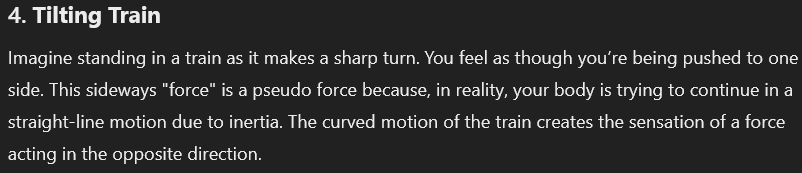 4. Tilting Train
Imagine standing in a train as it makes a sharp turn. You feel as though you’re being pushed to one
side. This sideways "force" is a pseudo force because, in reality, your body is trying to continue in a
straight-line motion due to inertia. The curved motion of the train creates the sensation of a force
acting in the opposite direction.